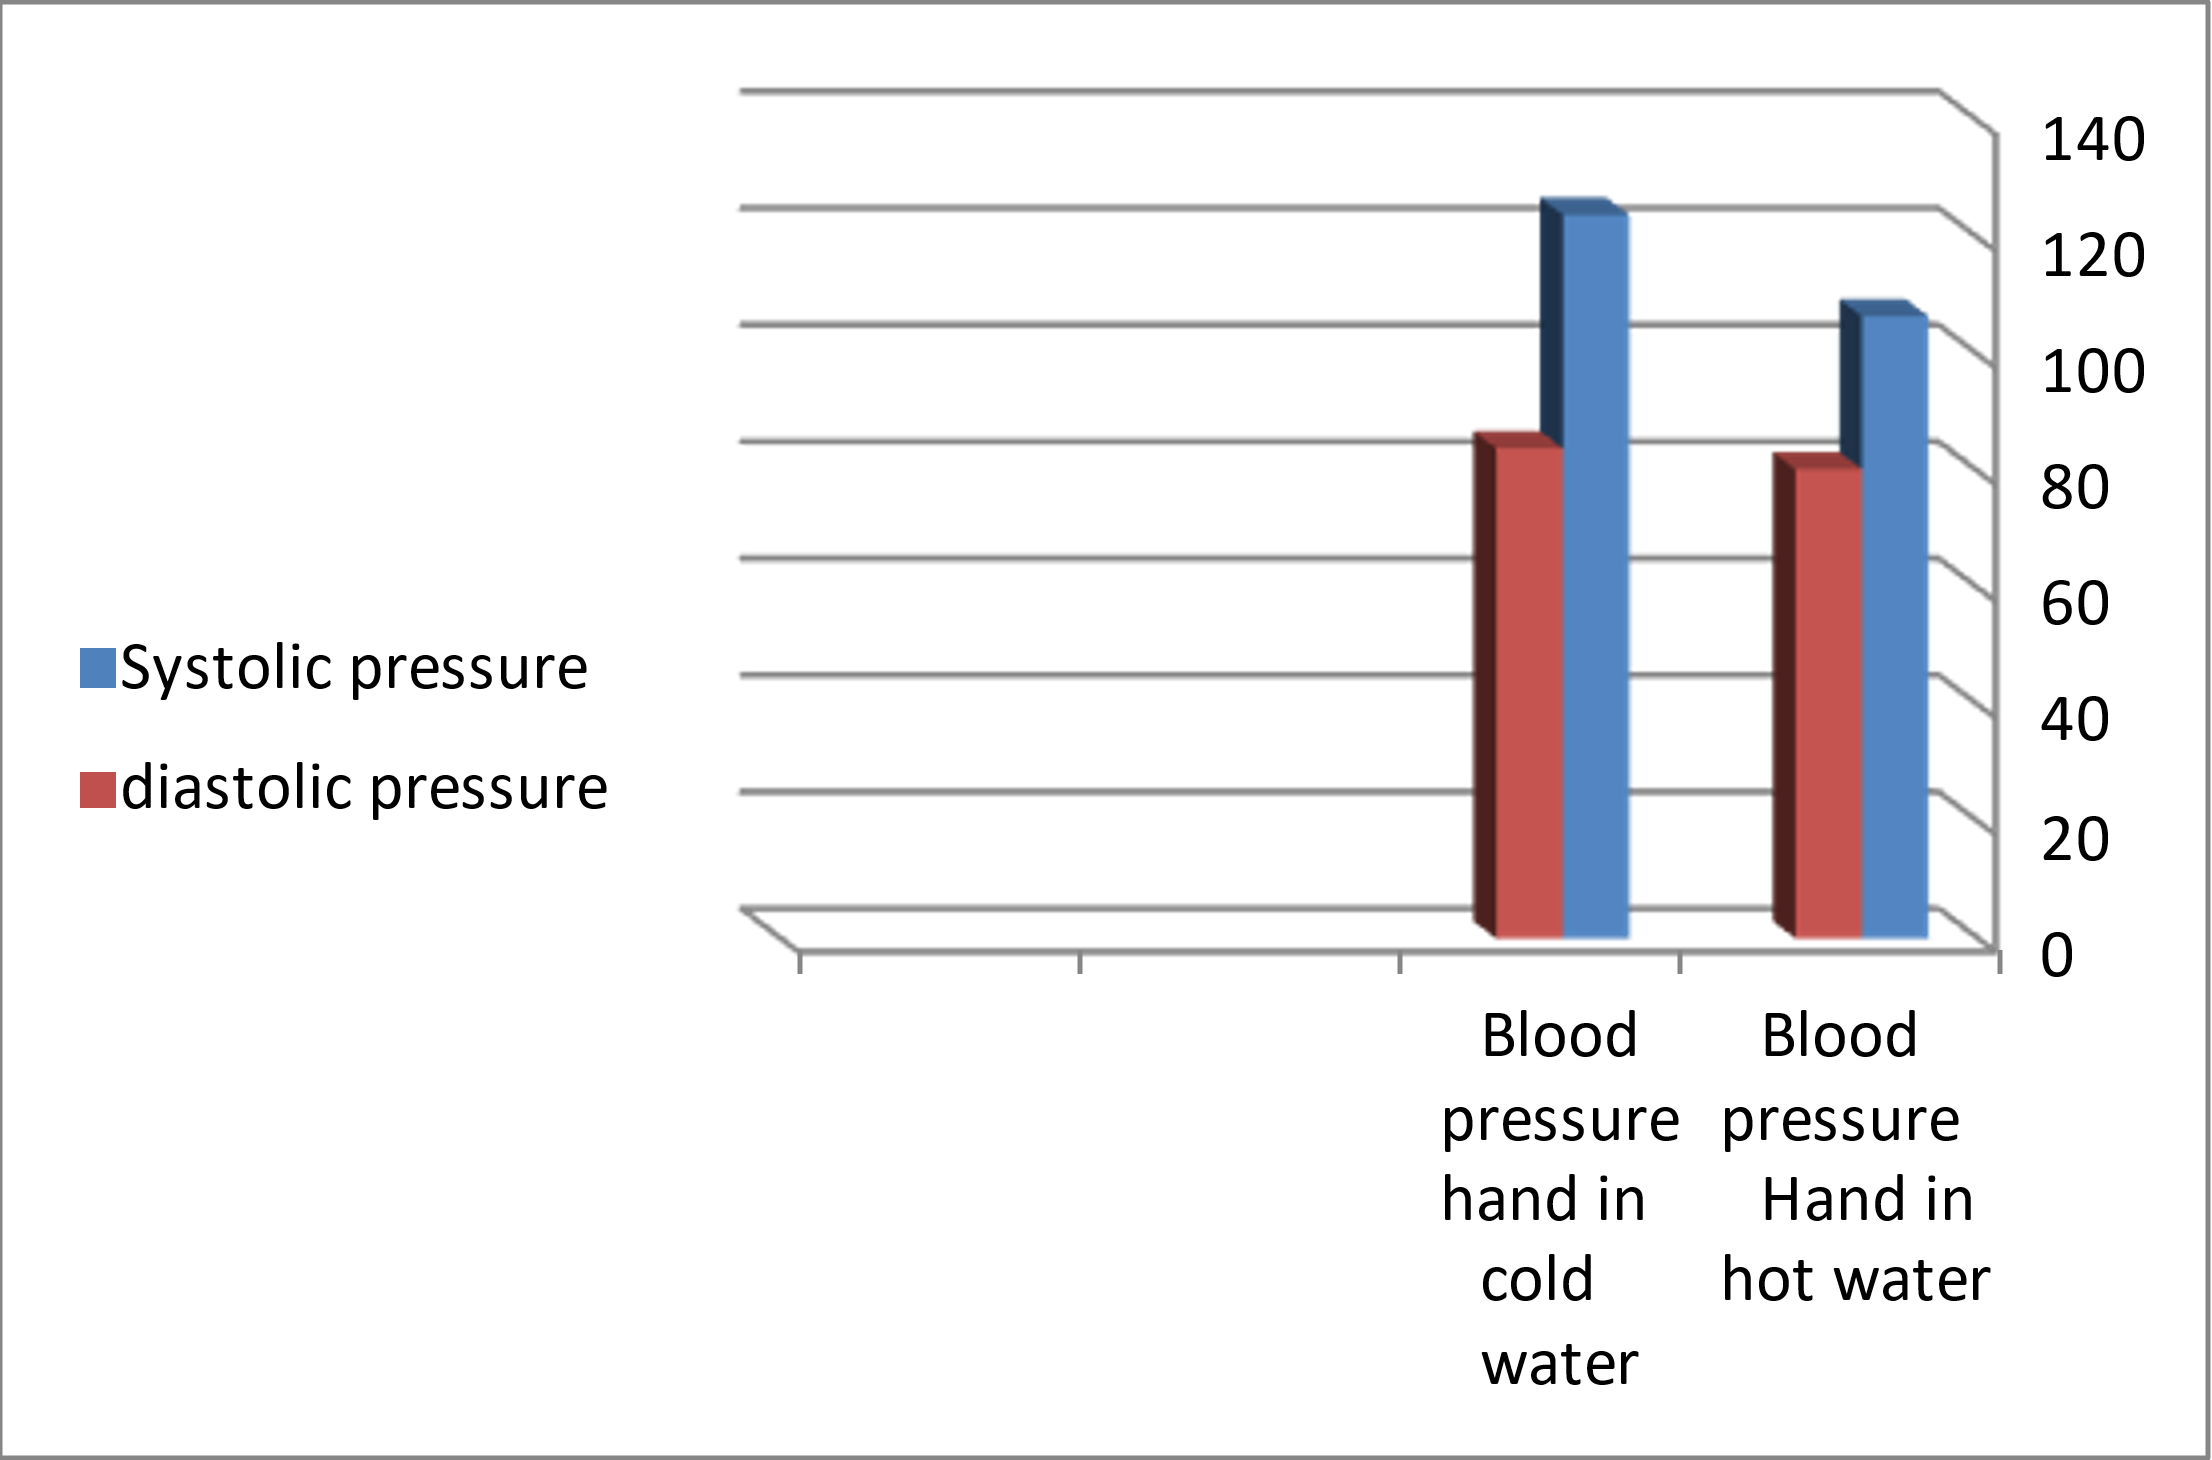 140
120
100
80
60
40
20
0
Systolic pressure
diastolic pressure
Blood
pressure
hand in
cold
water
Blood
pressure
Hand in
hot water